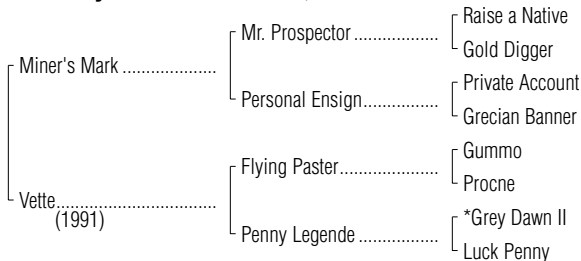 Raise a Native
Mr. Prospector ..................
Gold Digger
Miner's Mark ....................
Private Account
Personal Ensign................
Grecian Banner
Gummo
Flying Paster.....................
Procne
Vette..................................
(1991)
*Grey Dawn II
Penny Legende .................
Luck Penny